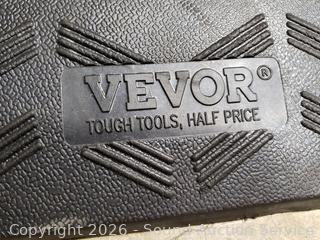 VEVOR®
TOUGH TOOLS, HALF PRICE
Copyright 2026 - Sound Auction Service